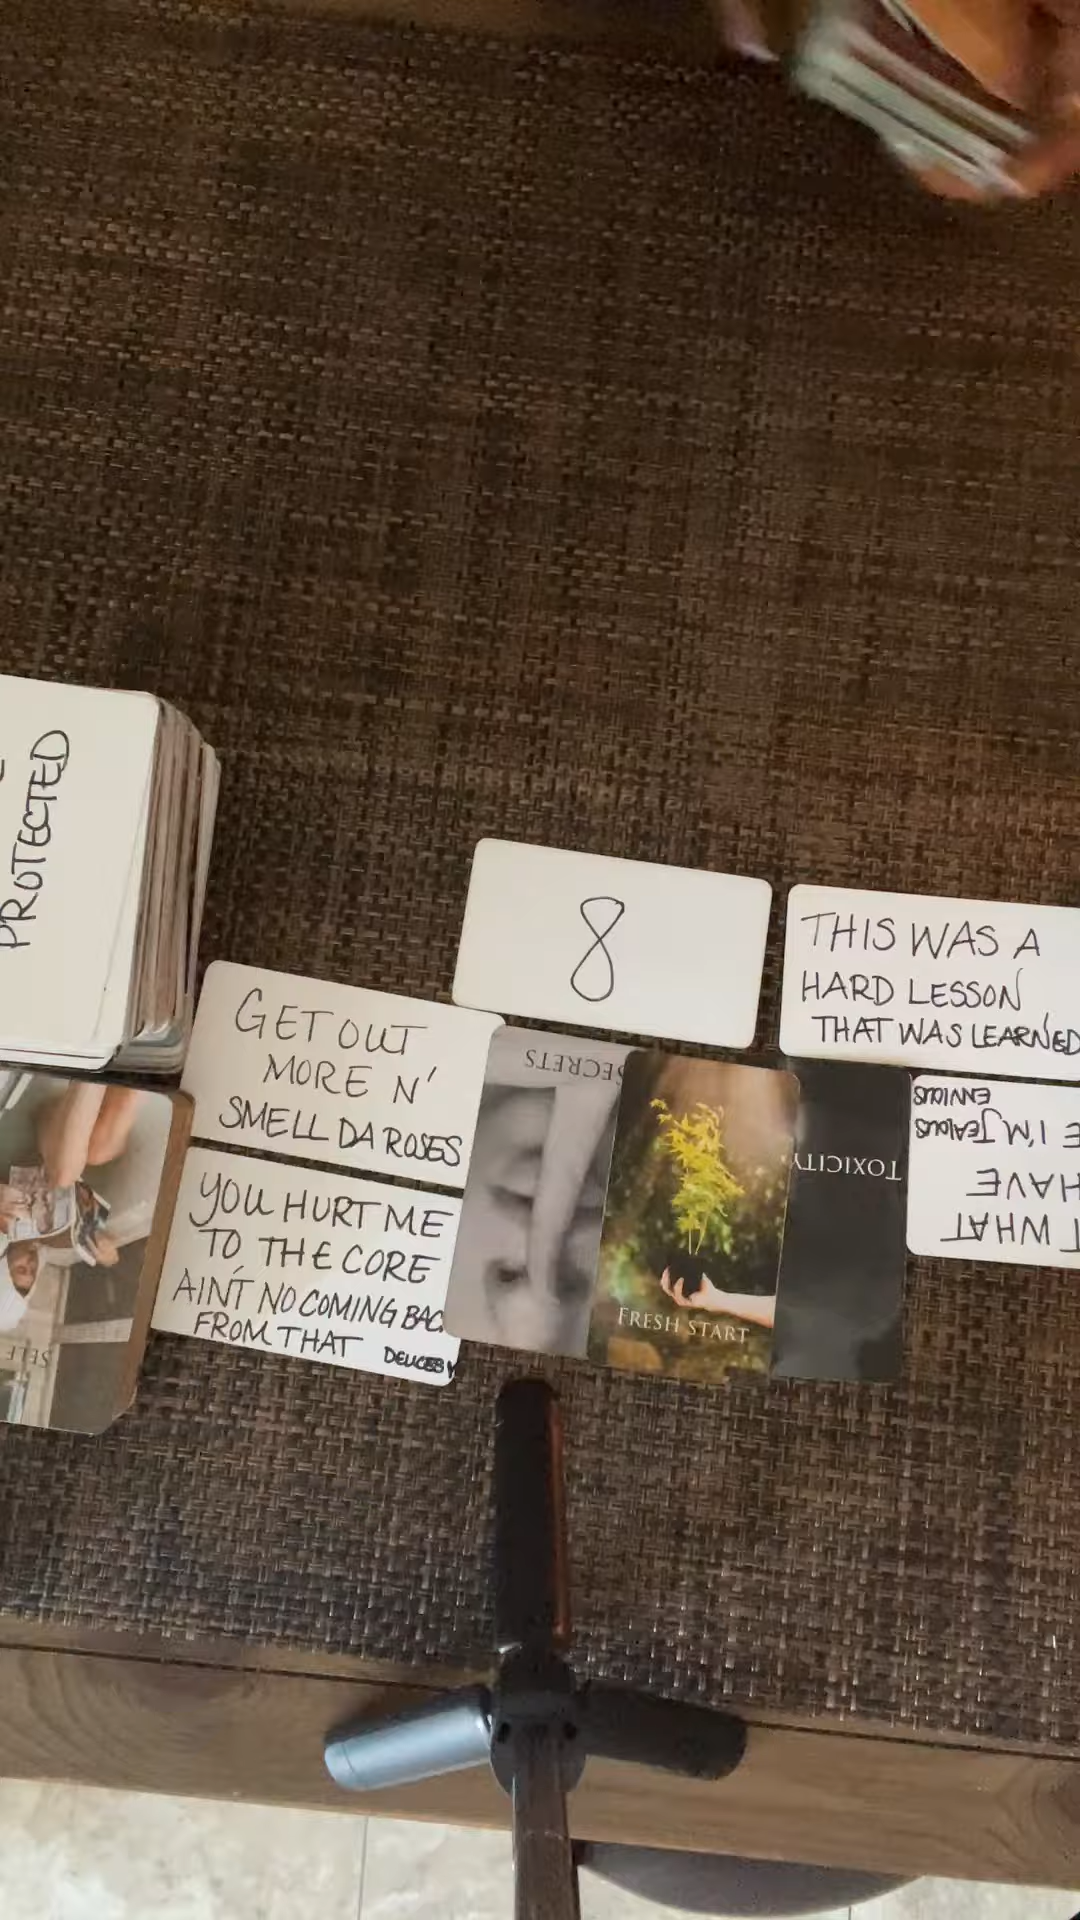 PROTECTED
8
THIS WAS A
HARD LESSON
THAT WAS LEARNED
GET OUT
MORE N'
SMELL DA ROSES
YOU HURT ME
TO THE CORE
AIN'T NO COMING BAC
FROM THAT
SECRETS
FRESH START
TOXICITY
T WHAT
HAVE
E I'M JEALOUS
ENVIOUS
SELF